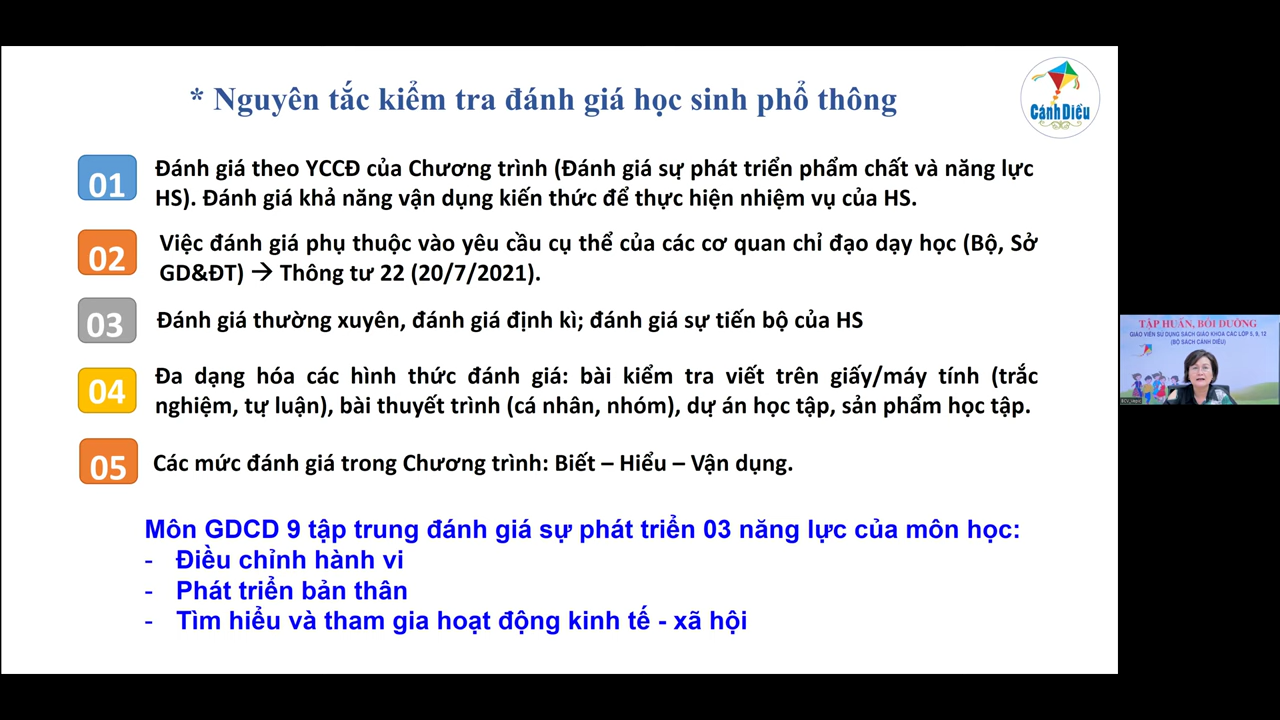 * Nguyên tắc kiểm tra đánh giá học sinh phổ thông
Cánh Diều
01
Đánh giá theo YCCĐ của Chương trình (Đánh giá sự phát triển phẩm chất và năng lực
HS). Đánh giá khả năng vận dụng kiến thức để thực hiện nhiệm vụ của HS.
02
Việc đánh giá phụ thuộc vào yêu cầu cụ thể của các cơ quan chỉ đạo dạy học (Bộ, Sở
GD&ĐT) → Thông tư 22 (20/7/2021).
03
Đánh giá thường xuyên, đánh giá định kì; đánh giá sự tiến bộ của HS
04
Đa dạng hóa các hình thức đánh giá: bài kiểm tra viết trên giấy/máy tính (trắc
nghiệm, tự luận), bài thuyết trình (cá nhân, nhóm), dự án học tập, sản phẩm học tập.
05
Các mức đánh giá trong Chương trình: Biết – Hiểu – Vận dụng.
Môn GDCD 9 tập trung đánh giá sự phát triển 03 năng lực của môn học:
- Điều chỉnh hành vi
- Phát triển bản thân
- Tìm hiểu và tham gia hoạt động kinh tế - xã hội
TẬP HUẤN, BỒI DƯỠNG
GIÁO VIÊN SỬ DỤNG SÁCH GIÁO KHOA CÁC LỚP 5, 9, 12
(BỘ SÁCH CÁNH DIỀU)